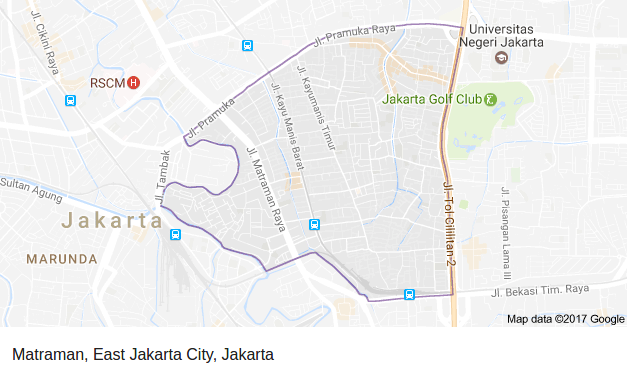 Jl. Cikini Raya
Jl. Pramuka Raya
Universitas
Negeri Jakarta
RSCM H
Jl. Pramuka
Jl. Kayu Manis Barat
Jl. Kayumanis Timur
Jakarta Golf Club
Jl. Tambak
Jl. Matraman Raya
Sultan Agung
Jakarta
Jl. Tol Cililitan 2
Jl. Pisangan Lama III
MARUNDA
Jl. Bekasi Tim. Raya
Map data ©2017 Google
Matraman, East Jakarta City, Jakarta